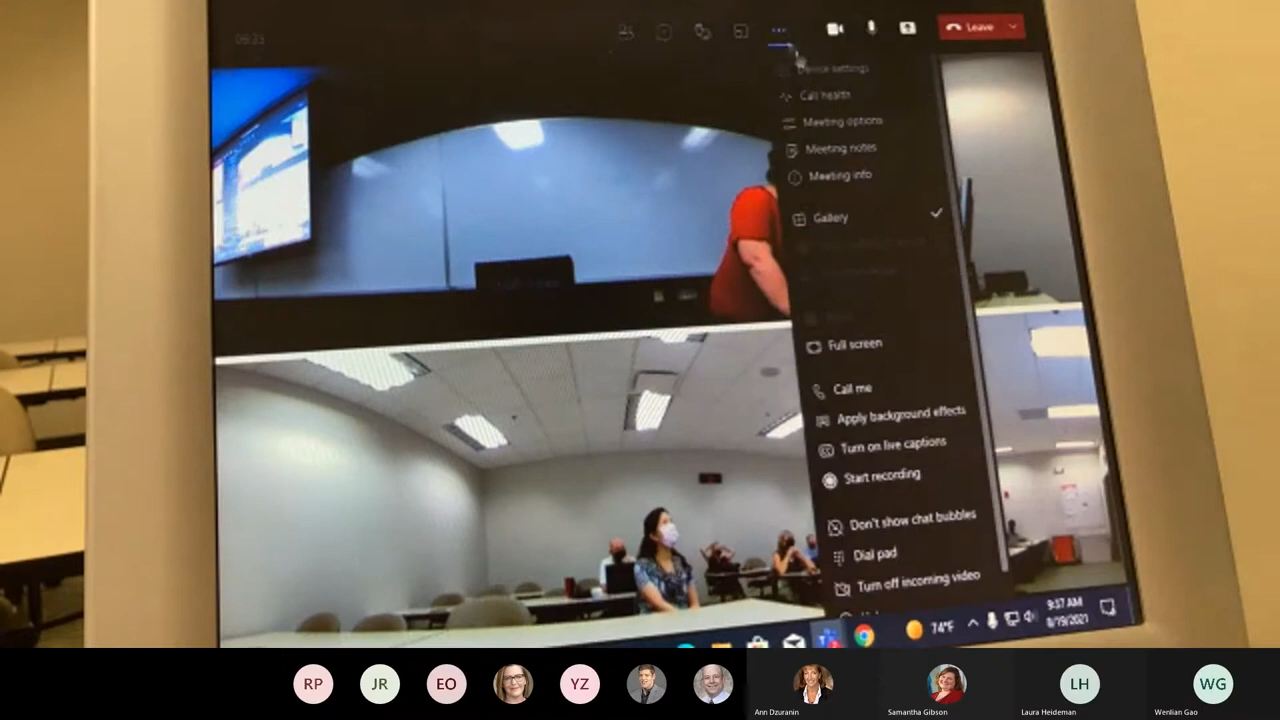 09:23
Leave
Device settings
Call health
Meeting options
Meeting notes
Meeting info
Gallery
Full screen
Call me
Apply background effects
Turn on live captions
Start recording
Don't show chat bubbles
Dial pad
Turn off incoming video
74°F
9:37 AM
8/19/2021
RP
JR
EO
YZ
LH
WG
Ann Dzuranin
Samantha Gibson
Laura Heideman
Wenlian Gao